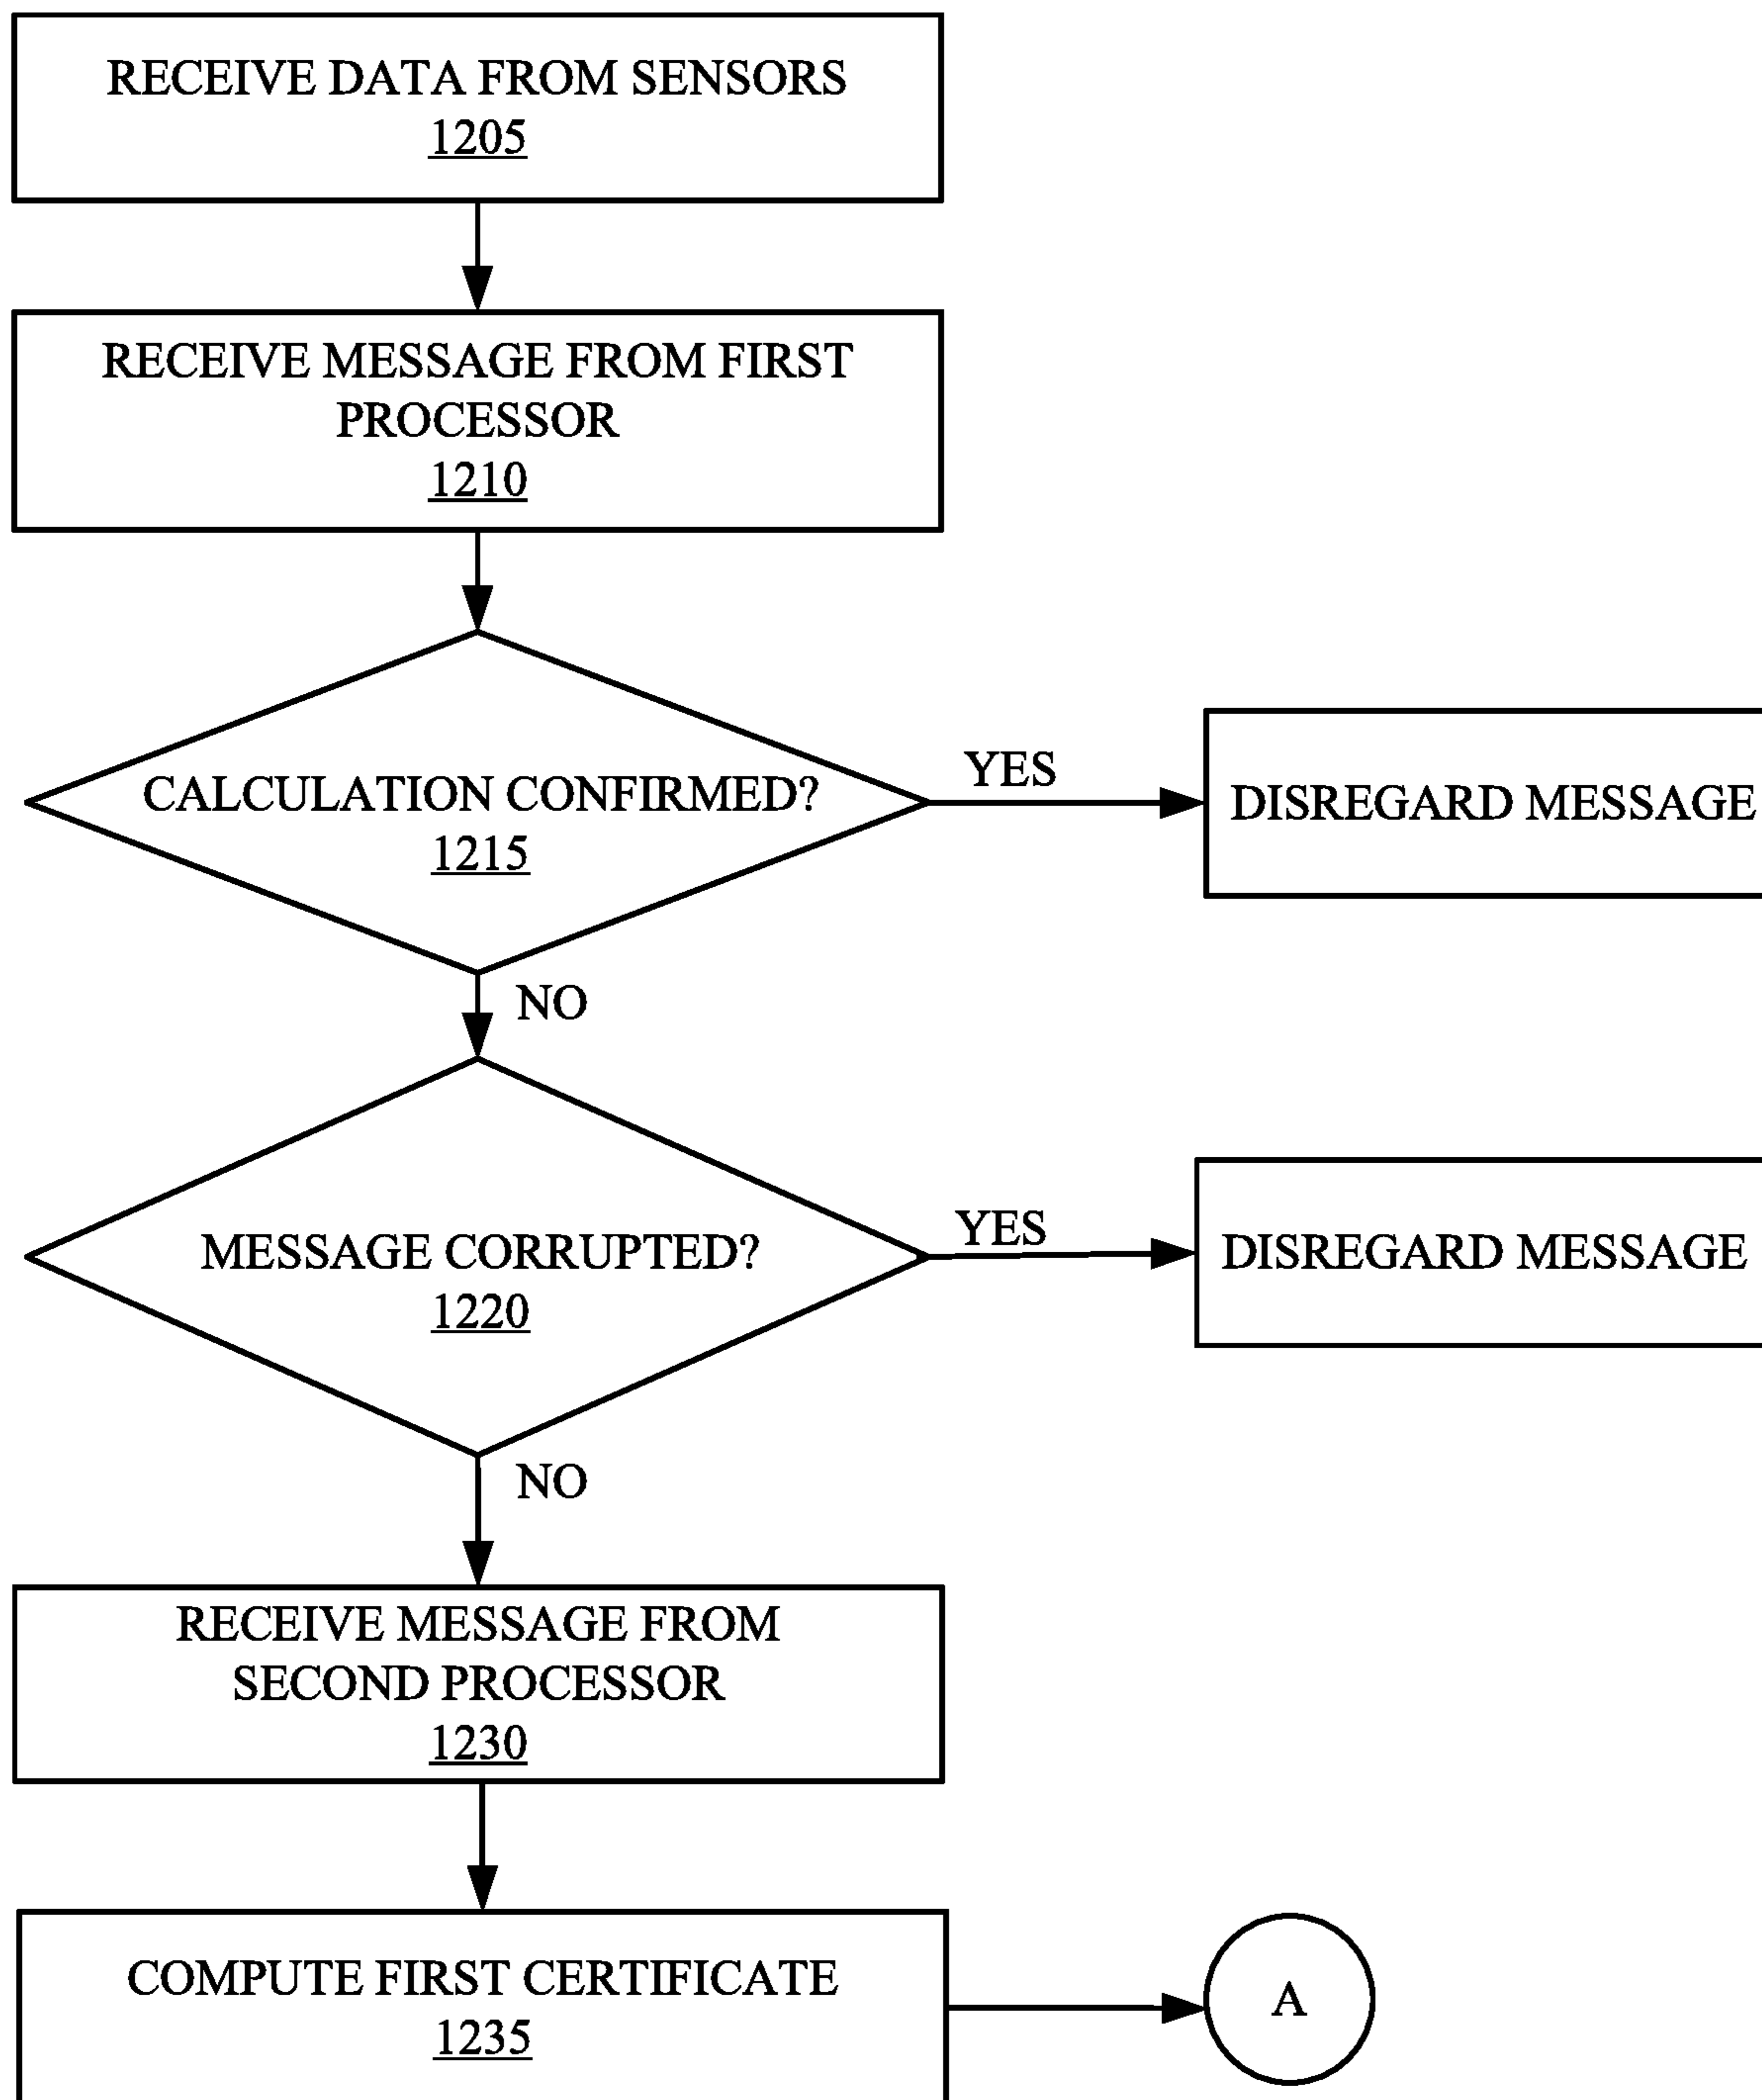 RECEIVE DATA FROM SENSORS
1205
RECEIVE MESSAGE FROM FIRST
PROCESSOR
1210
CALCULATION CONFIRMED?
1215
YES
DISREGARD MESSAGE
NO
MESSAGE CORRUPTED?
1220
YES
DISREGARD MESSAGE
NO
RECEIVE MESSAGE FROM
SECOND PROCESSOR
1230
COMPUTE FIRST CERTIFICATE
1235
A